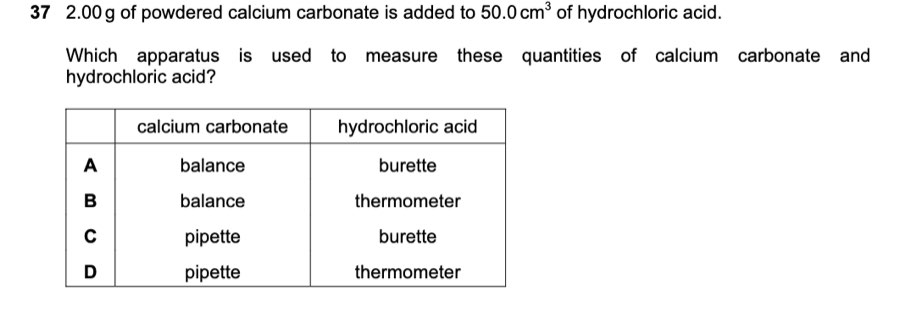 37 2.00 g of powdered calcium carbonate is added to 50.0 cm³ of hydrochloric acid.
Which apparatus is used to measure these quantities of calcium carbonate and
hydrochloric acid?
calcium carbonate hydrochloric acid
A balance burette
B balance thermometer
C pipette burette
D pipette thermometer